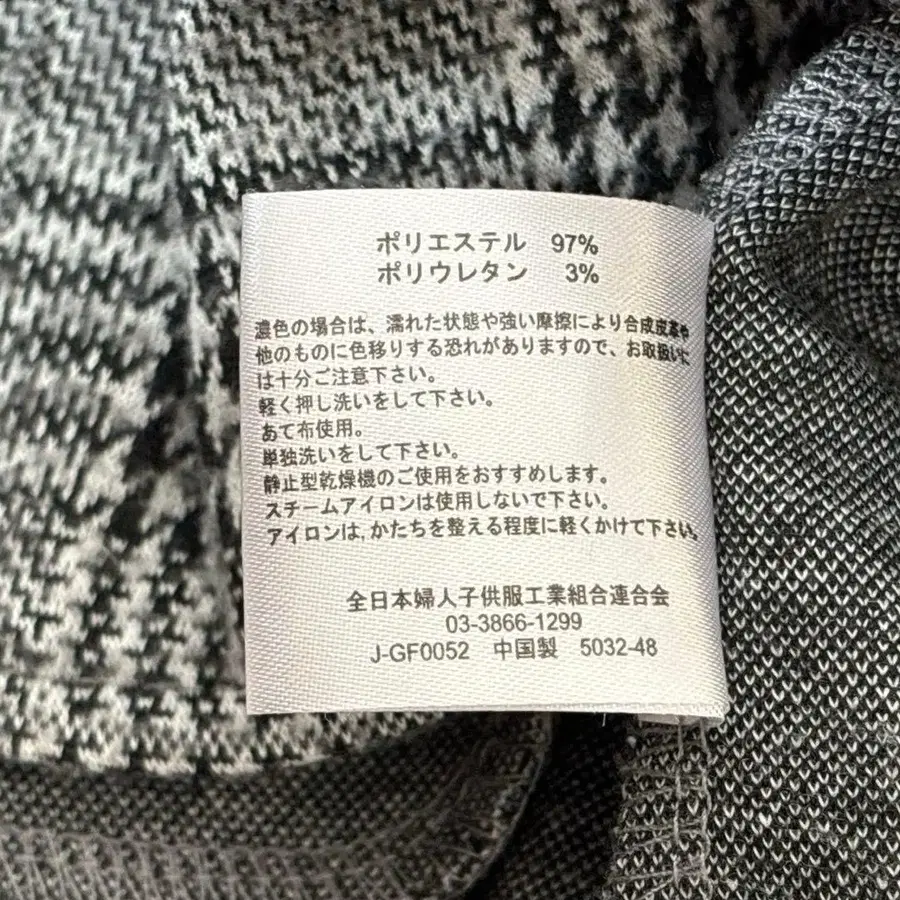 ポリエステル 97%
ポリウレタン 3%
濃色の場合は、濡れた状態や強い摩擦により合成皮革や
他のものに色移りする恐れがありますので、お取扱いに
は十分ご注意下さい。
軽く押し洗いをして下さい。
あて布使用。
単独洗いをして下さい。
静止型乾燥機のご使用をおすすめします。
スチームアイロンは使用しないで下さい。
アイロンは,かたちを整える程度に軽くかけて下さい。
全日本婦人子供服工業組合連合会
03-3866-1299
J-GF0052 中国製 5032-48